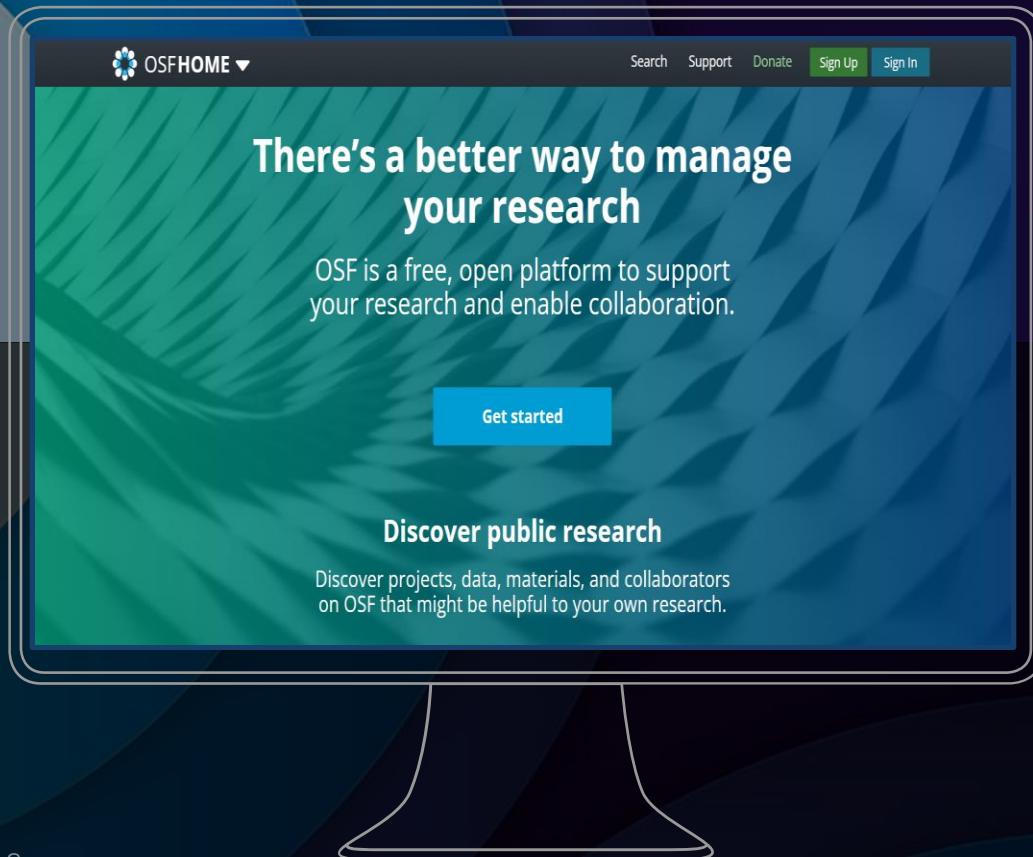 OSFHOME
Search Support Donate Sign Up Sign In
There’s a better way to manage
your research
OSF is a free, open platform to support
your research and enable collaboration.
Get started
Discover public research
Discover projects, data, materials, and collaborators
on OSF that might be helpful to your own research.